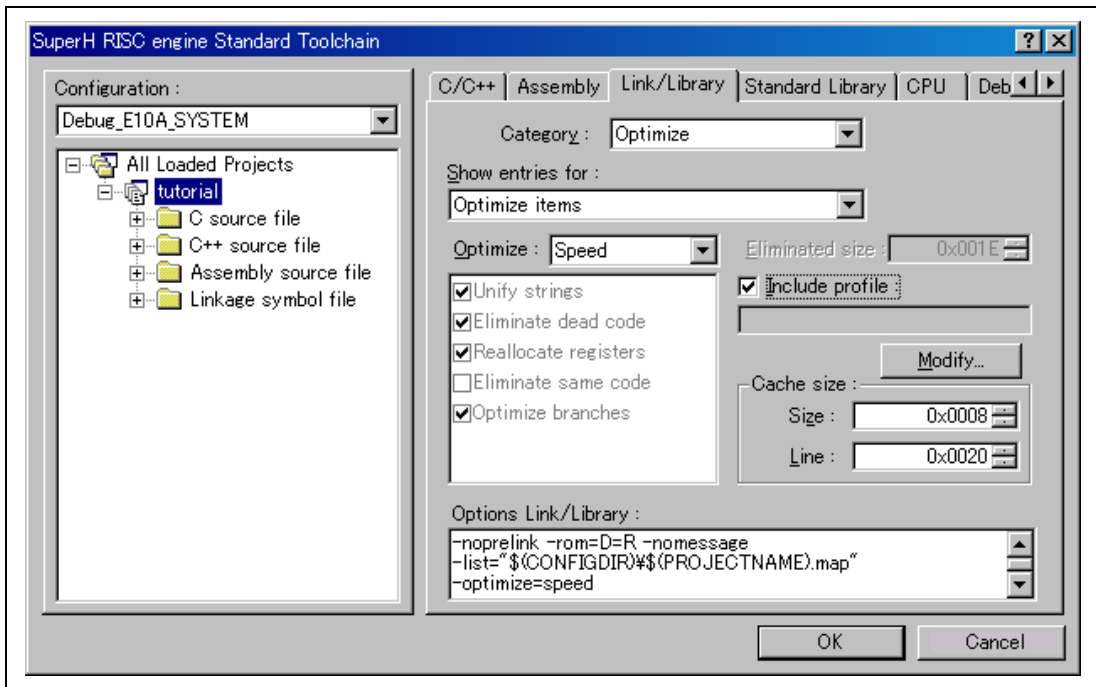 SuperH RISC engine Standard Toolchain
Configuration :
Debug_E10A_SYSTEM
All Loaded Projects
tutorial
C source file
C++ source file
Assembly source file
Linkage symbol file
C/C++ Assembly Link/Library Standard Library CPU Deb
Category : Optimize
Show entries for :
Optimize items
Optimize : Speed
Eliminated size : 0x001E
Unify strings
Eliminate dead code
Reallocate registers
Eliminate same code
Optimize branches
Include profile :
Modify...
Cache size :
Size : 0x0008
Line : 0x0020
Options Link/Library :
-noprelink -rom=D=R -nomessage
-list="$(CONFIGDIR)¥$(PROJECTNAME).map"
-optimize=speed
OK Cancel